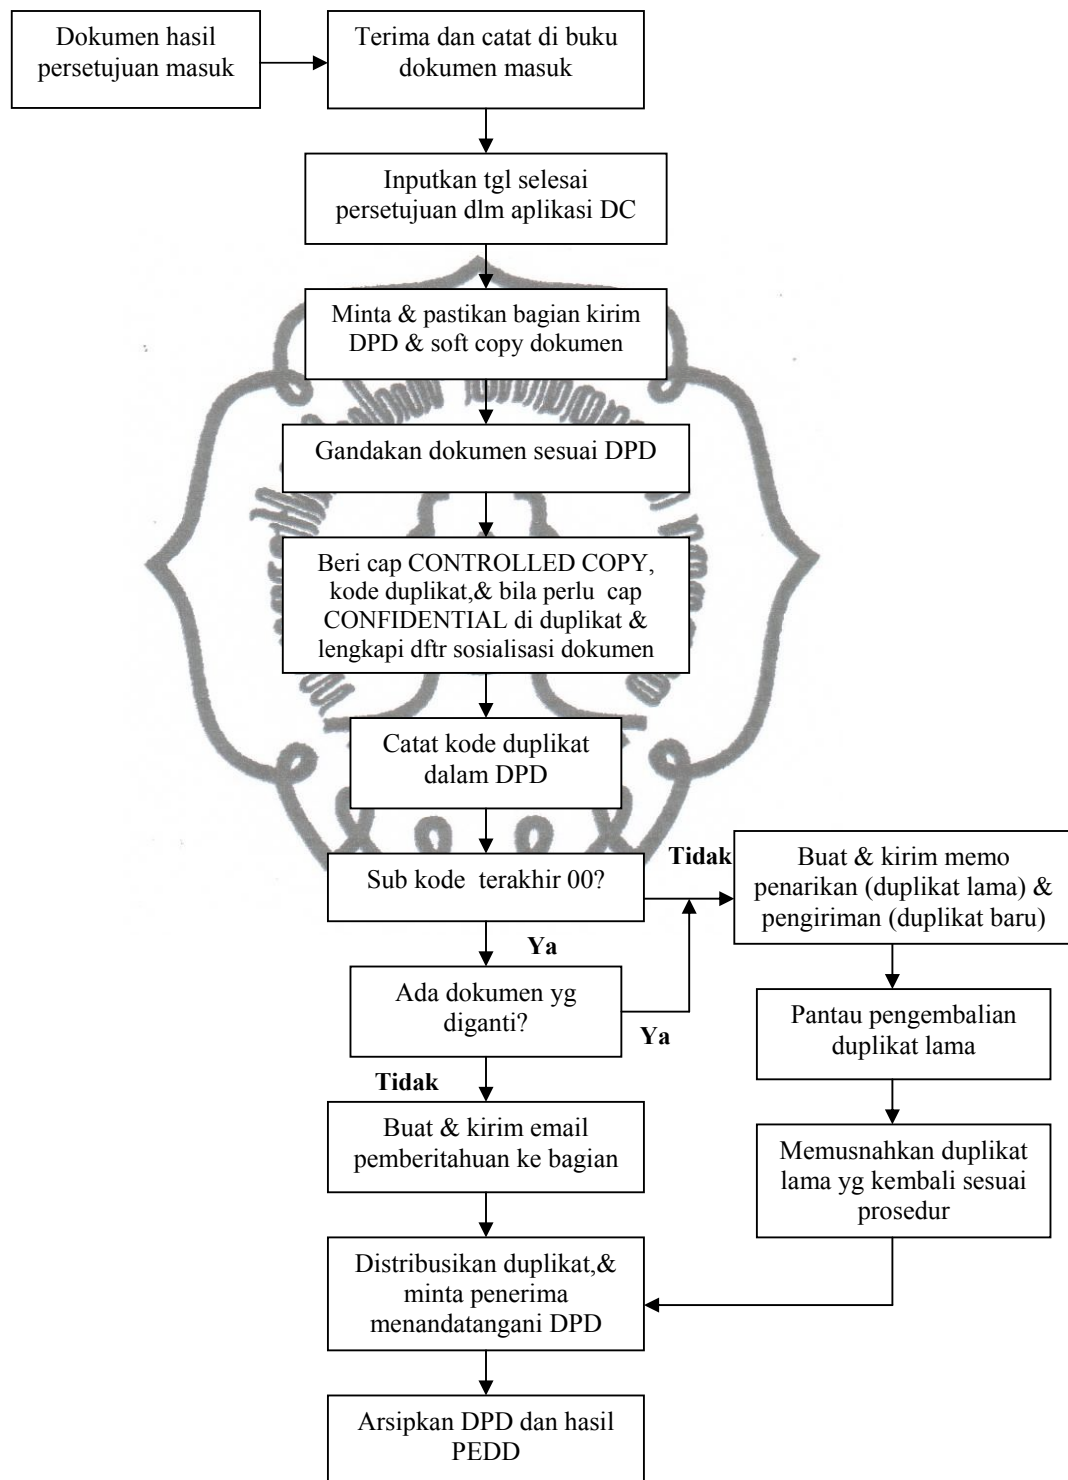 Dokumen hasil
persetujuan masuk
Terima dan catat di buku
dokumen masuk
Inputkan tgl selesai
persetujuan dlm aplikasi DC
Minta & pastikan bagian kirim
DPD & soft copy dokumen
Gandakan dokumen sesuai DPD
Beri cap CONTROLLED COPY,
kode duplikat,& bila perlu cap
CONFIDENTIAL di duplikat &
lengkapi dftr sosialisasi dokumen
Catat kode duplikat
dalam DPD
Sub kode terakhir 00?
Tidak
Buat & kirim memo
penarikan (duplikat lama) &
pengiriman (duplikat baru)
Ya
Ada dokumen yg
diganti?
Ya
Pantau pengembalian
duplikat lama
Tidak
Buat & kirim email
pemberitahuan ke bagian
Memusnahkan duplikat
lama yg kembali sesuai
prosedur
Distribusikan duplikat,&
minta penerima
menandatangani DPD
Arsipkan DPD dan hasil
PEDD